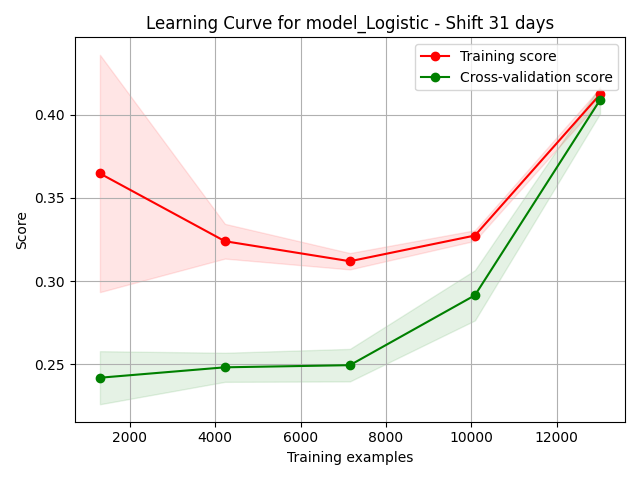 Learning Curve for model_Logistic - Shift 31 days
Training score
Cross-validation score
Score
0.40
0.35
0.30
0.25
2000
4000
6000
8000
10000
12000
Training examples